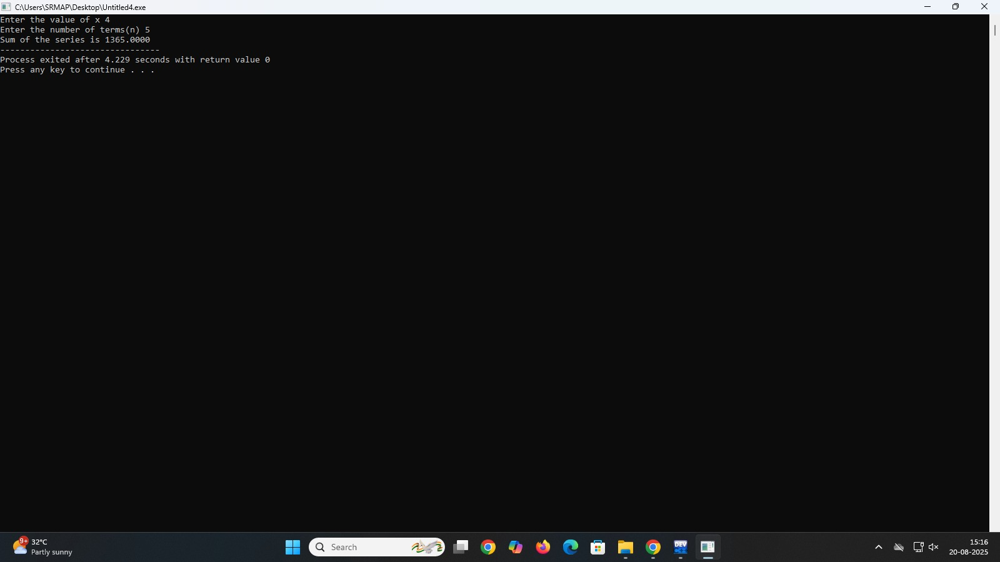 C:\Users\SRMAP\Desktop\Untitled4.exe
Enter the value of x 4
Enter the number of terms(n) 5
Sum of the series is 1365.0000
--------------------------------
Process exited after 4.229 seconds with return value 0
Press any key to continue . . .
9+
32°C
Partly sunny
Search
DEV
C++
15:16
20-08-2025